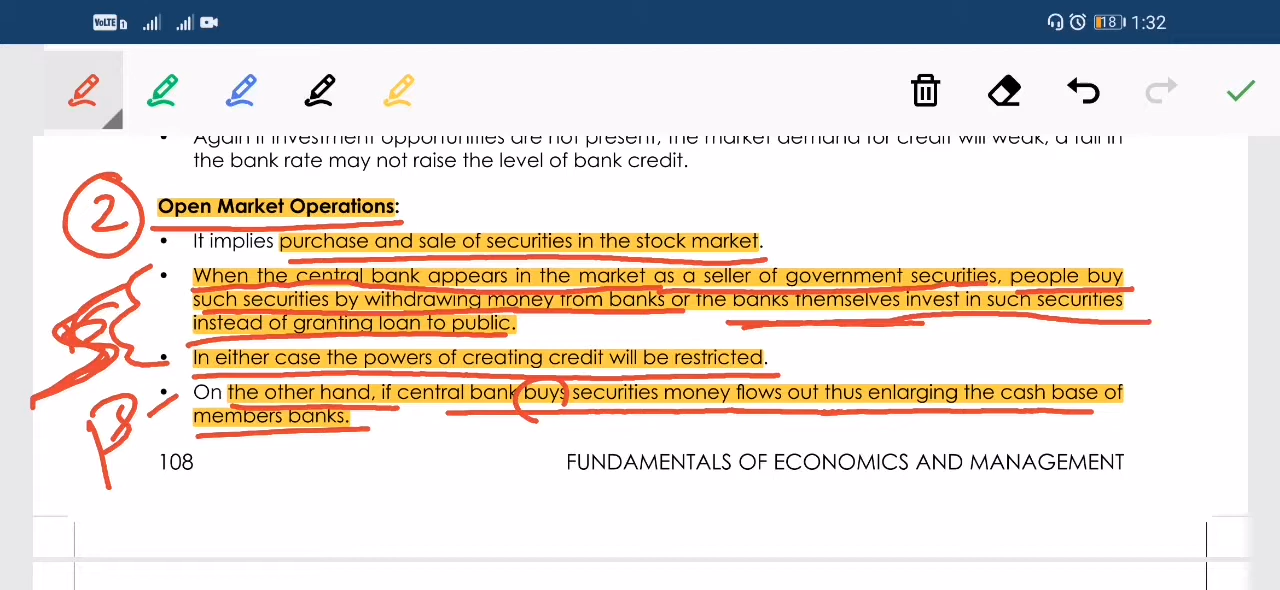 VoLTE 1 18 1:32
• Again if investment opportunities are not present, the market demand for credit will weak, a fall in
the bank rate may not raise the level of bank credit.
2 Open Market Operations:
• It implies purchase and sale of securities in the stock market.
• When the central bank appears in the market as a seller of government securities, people buy
such securities by withdrawing money from banks or the banks themselves invest in such securities
instead of granting loan to public.
• In either case the powers of creating credit will be restricted.
• On the other hand, if central bank buys securities money flows out thus enlarging the cash base of
members banks.
108 FUNDAMENTALS OF ECONOMICS AND MANAGEMENT